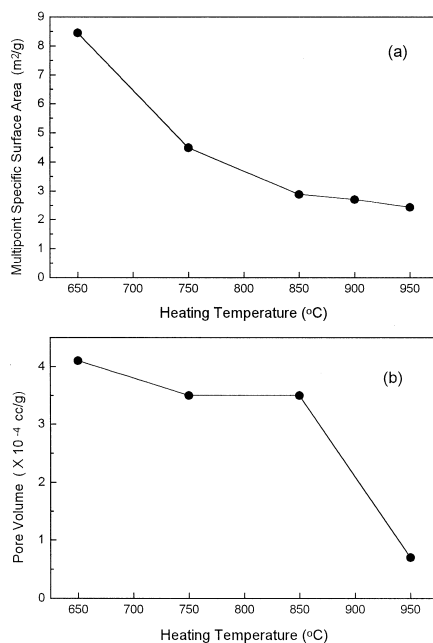 (a)
Multipoint Specific Surface Area (m²/g)
9
8
7
6
5
4
3
2
1
0
650 700 750 800 850 900 950
Heating Temperature (°C)
(b)
Pore Volume ( X 10⁻⁴ cc/g)
4
3
2
1
0
650 700 750 800 850 900 950
Heating Temperature (°C)